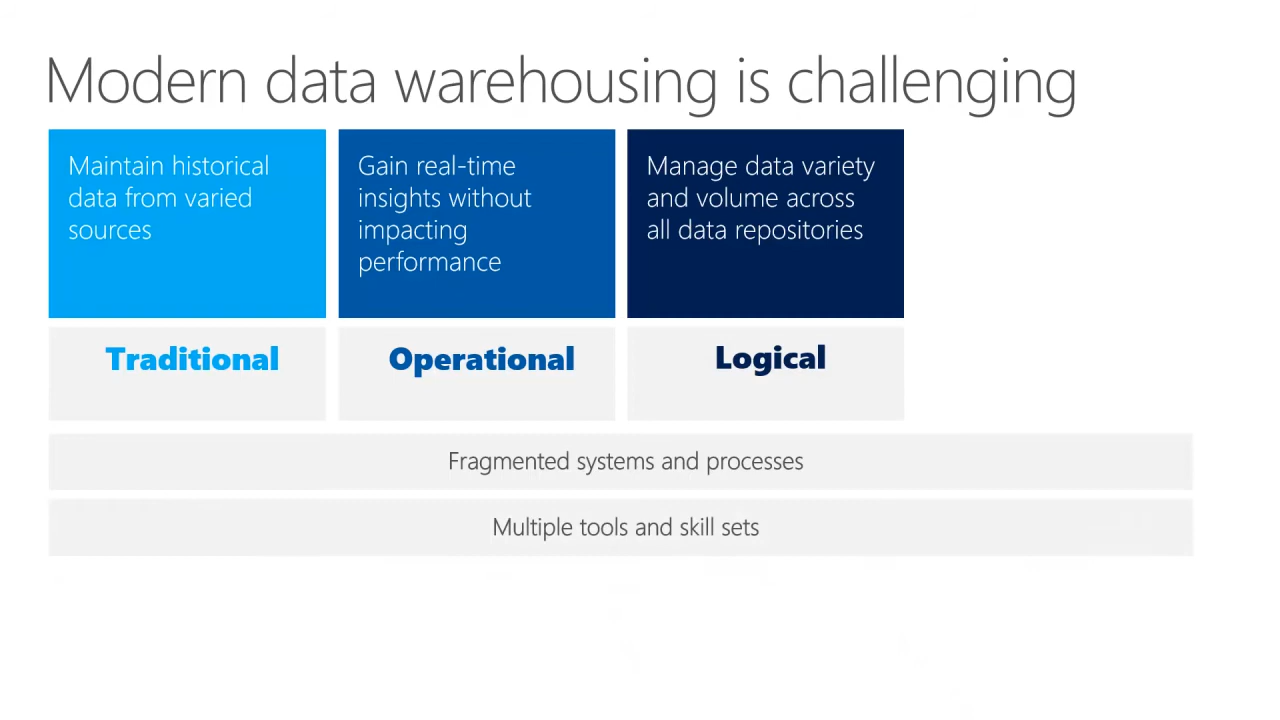 Modern data warehousing is challenging
Maintain historical
data from varied
sources
Gain real-time
insights without
impacting
performance
Manage data variety
and volume across
all data repositories
Traditional
Operational
Logical
Fragmented systems and processes
Multiple tools and skill sets